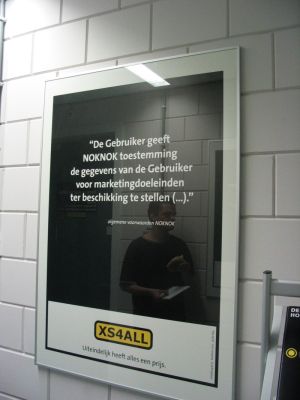 "De Gebruiker geeft
NOKNOK toestemming
de gegevens van de Gebruiker
voor marketingdoeleinden
ter beschikking te stellen (...)."
algemene voorwaarden NOKNOK
XS4ALL
Uiteindelijk heeft alles een prijs.
DE